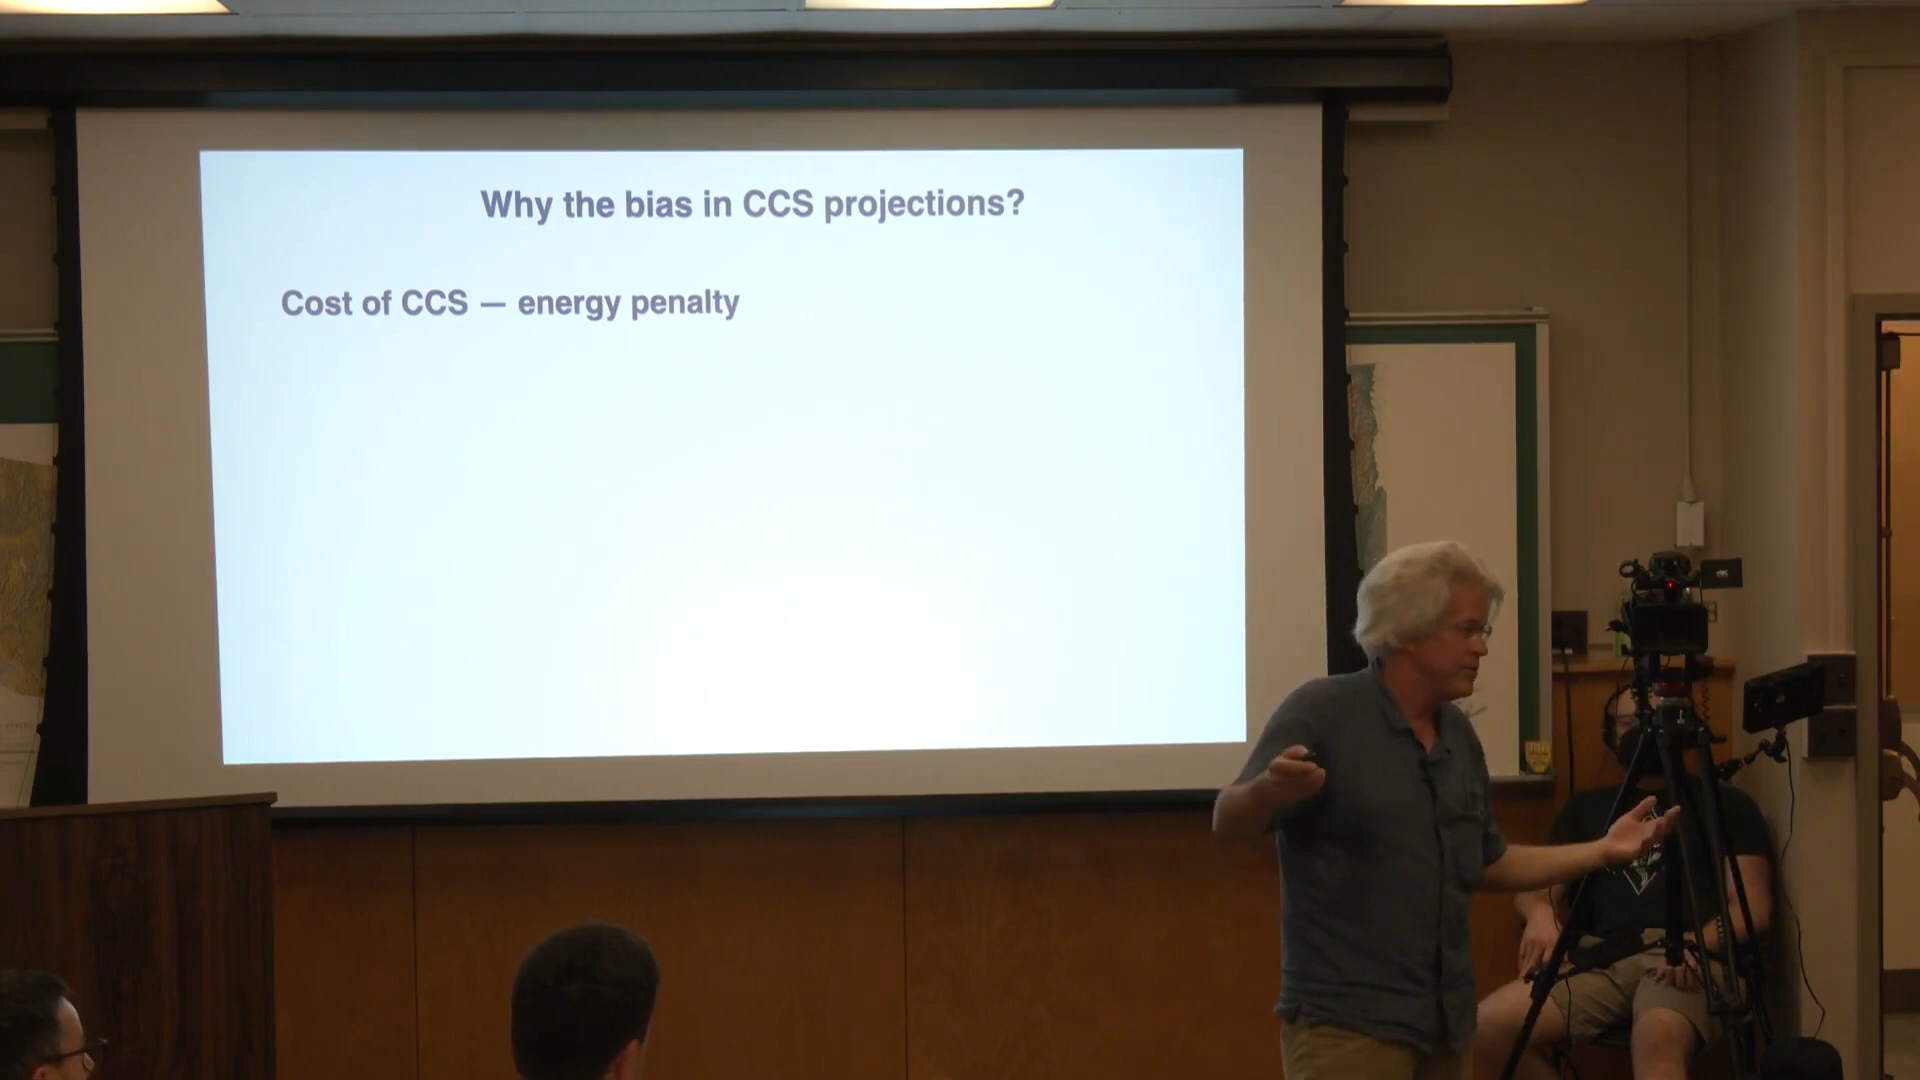 Why the bias in CCS projections?
Cost of CCS — energy penalty